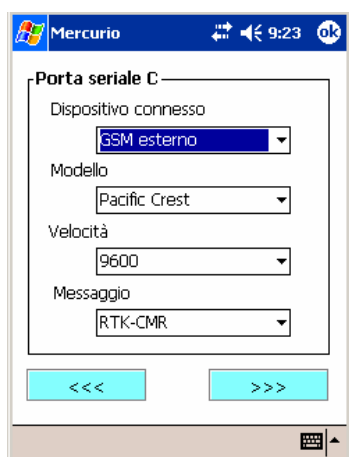 Mercurio 9:23 ok
Porta seriale C
Dispositivo connesso
GSM esterno
Modello
Pacific Crest
Velocità
9600
Messaggio
RTK-CMR
<<< >>>